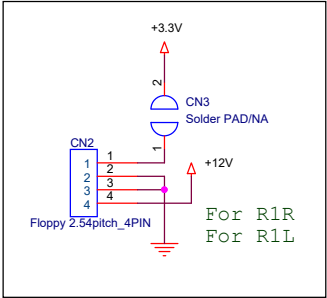 +3.3V
2
CN3
Solder PAD/NA
1
CN2
+12V
1 1
2 2
3 3
4 4
Floppy 2.54pitch_4PIN
For R1R
For R1L